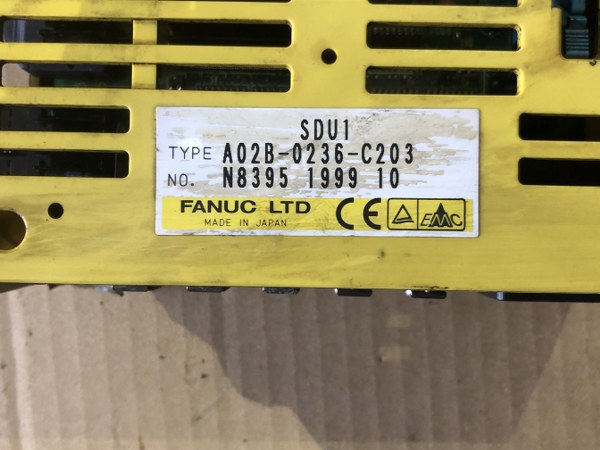 SDU1
TYPE A02B-0236-C203
NO. N8395 1999 10
FANUC LTD CE EMC
MADE IN JAPAN